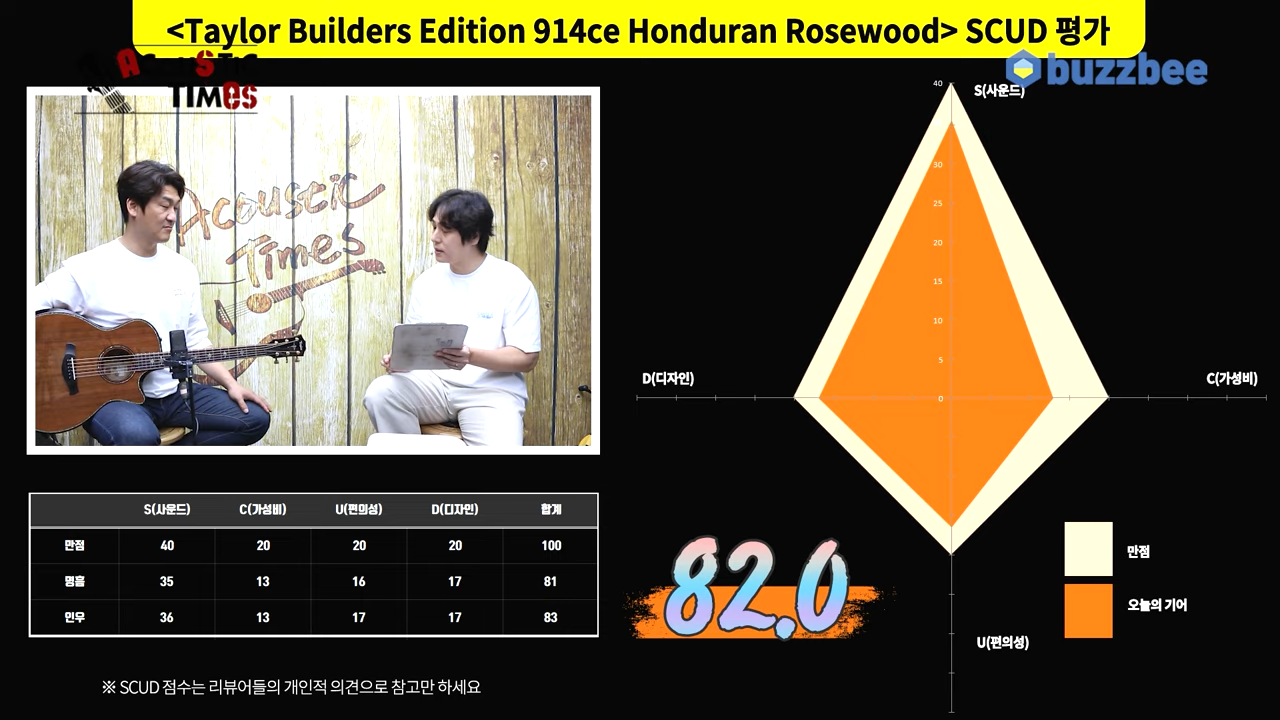 <Taylor Builders Edition 914ce Honduran Rosewood> SCUD 평가
AcouStic
TIMes
buzzbee
Acoustic
Times
40
S(사운드)
30
25
20
15
10
5
0
D(디자인)
C(가성비)
U(편의성)
만점
오늘의 기어
S(사운드) C(가성비) U(편의성) D(디자인) 합계
만점 40 20 20 20 100
명흠 35 13 16 17 81
민우 36 13 17 17 83
82.0
※ SCUD 점수는 리뷰어들의 개인적 의견으로 참고만 하세요